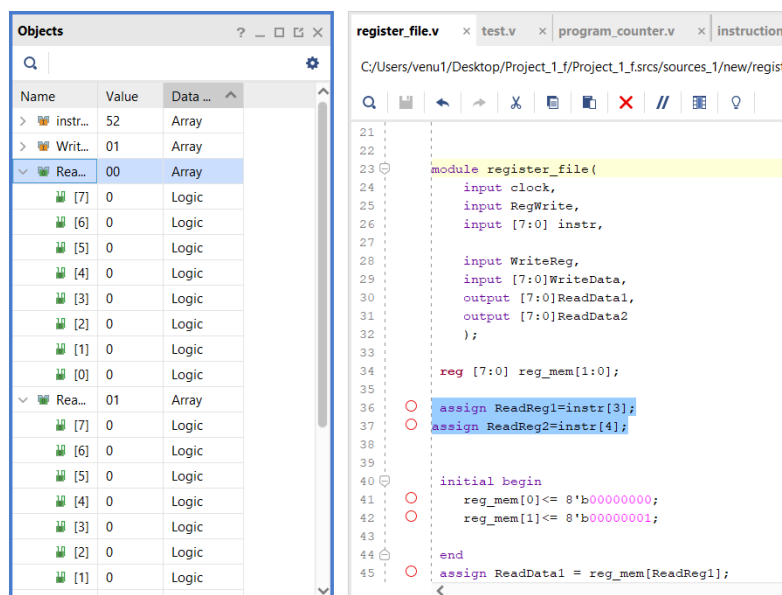 Objects
? _
Name Value Data ...
instr... 52 Array
Writ... 01 Array
Rea... 00 Array
[7] 0 Logic
[6] 0 Logic
[5] 0 Logic
[4] 0 Logic
[3] 0 Logic
[2] 0 Logic
[1] 0 Logic
[0] 0 Logic
Rea... 01 Array
[7] 0 Logic
[6] 0 Logic
[5] 0 Logic
[4] 0 Logic
[3] 0 Logic
[2] 0 Logic
[1] 0 Logic
register_file.v × test.v × program_counter.v × instruction
C:/Users/venu1/Desktop/Project_1_f/Project_1_f.srcs/sources_1/new/regist
21
22
23 module register_file(
24 input clock,
25 input RegWrite,
26 input [7:0] instr,
27
28 input WriteReg,
29 input [7:0]WriteData,
30 output [7:0]ReadData1,
31 output [7:0]ReadData2
32 );
33
34 reg [7:0] reg_mem[1:0];
35
36 assign ReadReg1=instr[3];
37 assign ReadReg2=instr[4];
38
39
40 initial begin
41 reg_mem[0]<= 8'b00000000;
42 reg_mem[1]<= 8'b00000001;
43
44 end
45 assign ReadData1 = reg_mem[ReadReg1];